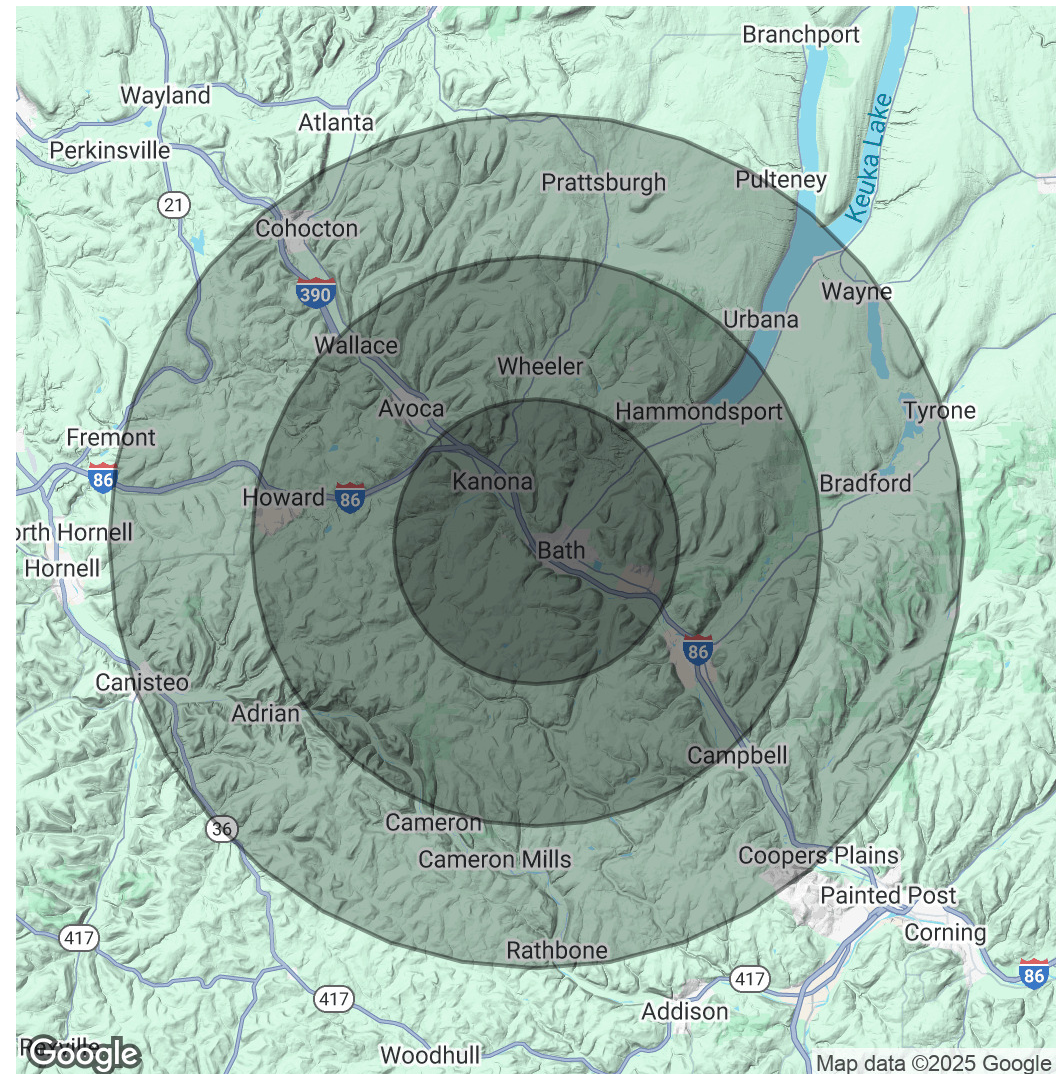 Branchport
Wayland
Atlanta
Perkinsville
Keuka Lake
Prattsburgh
Pulteney
21
Cohocton
390
Wayne
Urbana
Wallace
Wheeler
Avoca
Hammondsport
Tyrone
Fremont
86
Kanona
Bradford
Howard
86
orth Hornell
Bath
Hornell
86
Canisteo
Adrian
Campbell
Cameron
36
Cameron Mills
Coopers Plains
Painted Post
Corning
417
Rathbone
86
417
417
Addison
Woodhull
Google
Map data ©2025 Google